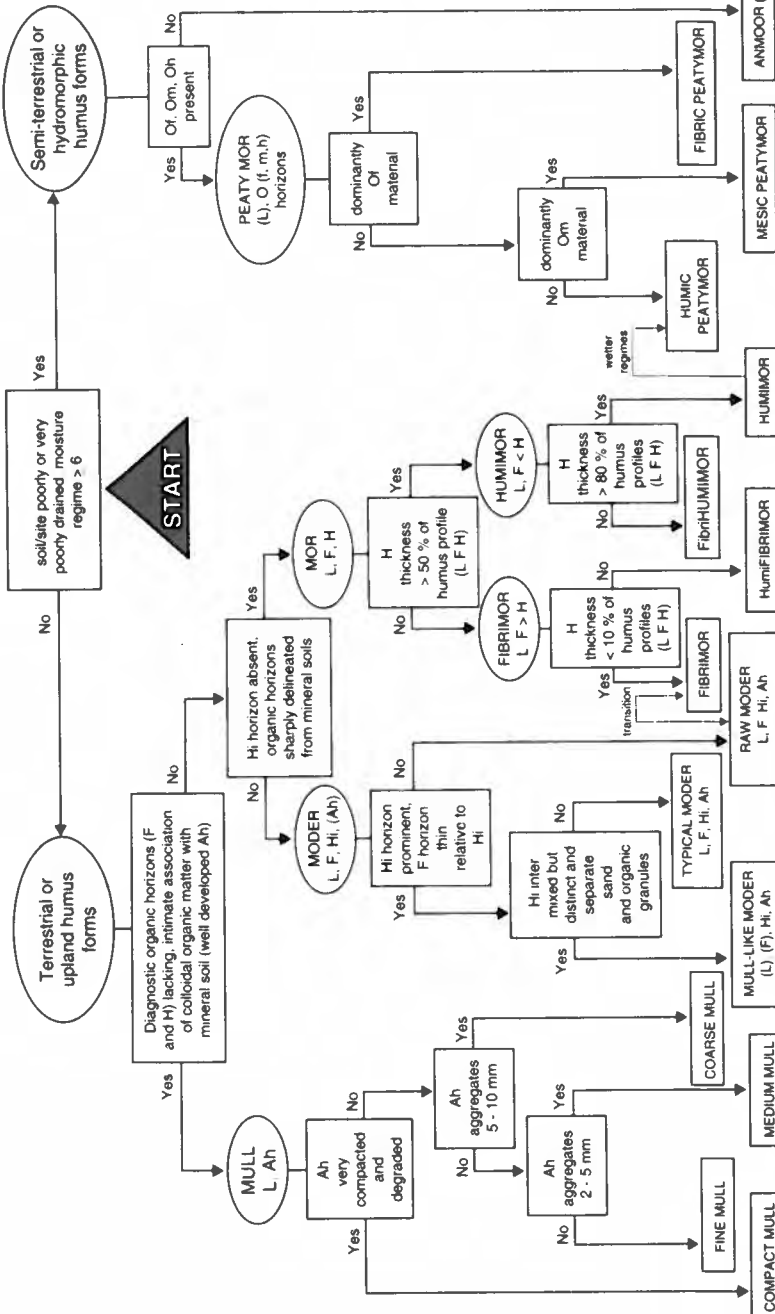 START
soil/site poorly or very
poorly drained moisture
regime > 6
No
Yes
Terrestrial or
upland humus
forms
Diagnostic organic horizons (F
and H) lacking, intimate association
of colloidal organic matter with
mineral soil (well developed Ah)
Yes
No
MULL
L, Ah
Ah
very
compacted
and
degraded
Yes
No
COMPACT MULL
Ah
aggregates
5 - 10 mm
No
Yes
Ah
aggregates
2 - 5 mm
No
Yes
FINE MULL
MEDIUM MULL
COARSE MULL
Hi horizon absent.
organic horizons
sharply delineated
from mineral soils
No
Yes
MODER
L, F, Hi, (Ah)
Hi horizon
prominent,
F horizon
thin
relative to
Hi
Yes
No
Hi inter
mixed but
distinct and
separate
sand
and organic
granules
Yes
No
MULL-LIKE MODER
(L) (F). Hi, Ah
TYPICAL MODER
L, F, Hi, Ah
RAW MODER
L, F Hi, Ah
transition
MOR
L, F, H
H
thickness
> 50 % of
humus profile
(L F H)
No
Yes
FIBRIMOR
L F > H
H
thickness
< 10 % of
humus
profiles
(L F H)
Yes
No
FIBRIMOR
HumiFIBRIMOR
HUMIMOR
L, F < H
H
thickness
> 80 % of
humus
profiles
(L F H)
No
Yes
FibriHUMIMOR
HUMIMOR
wetter
regimes
Semi-terrestrial or
hydromorphic
humus forms
Of, Om, Oh
present
Yes
No
PEATY MOR
(L), O (f, m.h)
horizons
dominantly
Of
material
No
Yes
dominantly
Om
material
No
Yes
HUMIC
PEATYMOR
MESIC PEATYMOR
FIBRIC PEATYMOR
ANMOOR (